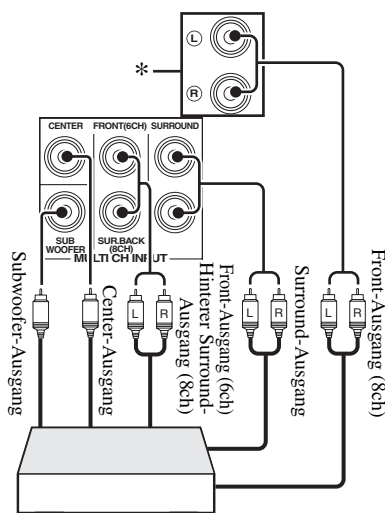 L
*
R
CENTER FRONT(6CH) SURROUND
SUB
WOOFER
SUR.BACK
(8CH)
MULTI CH INPUT
L R
L R
L R
Subwoofer-Ausgang
Center-Ausgang
Front-Ausgang (6ch)
Hinterer Surround-
Ausgang (8ch)
Surround-Ausgang
Front-Ausgang (8ch)